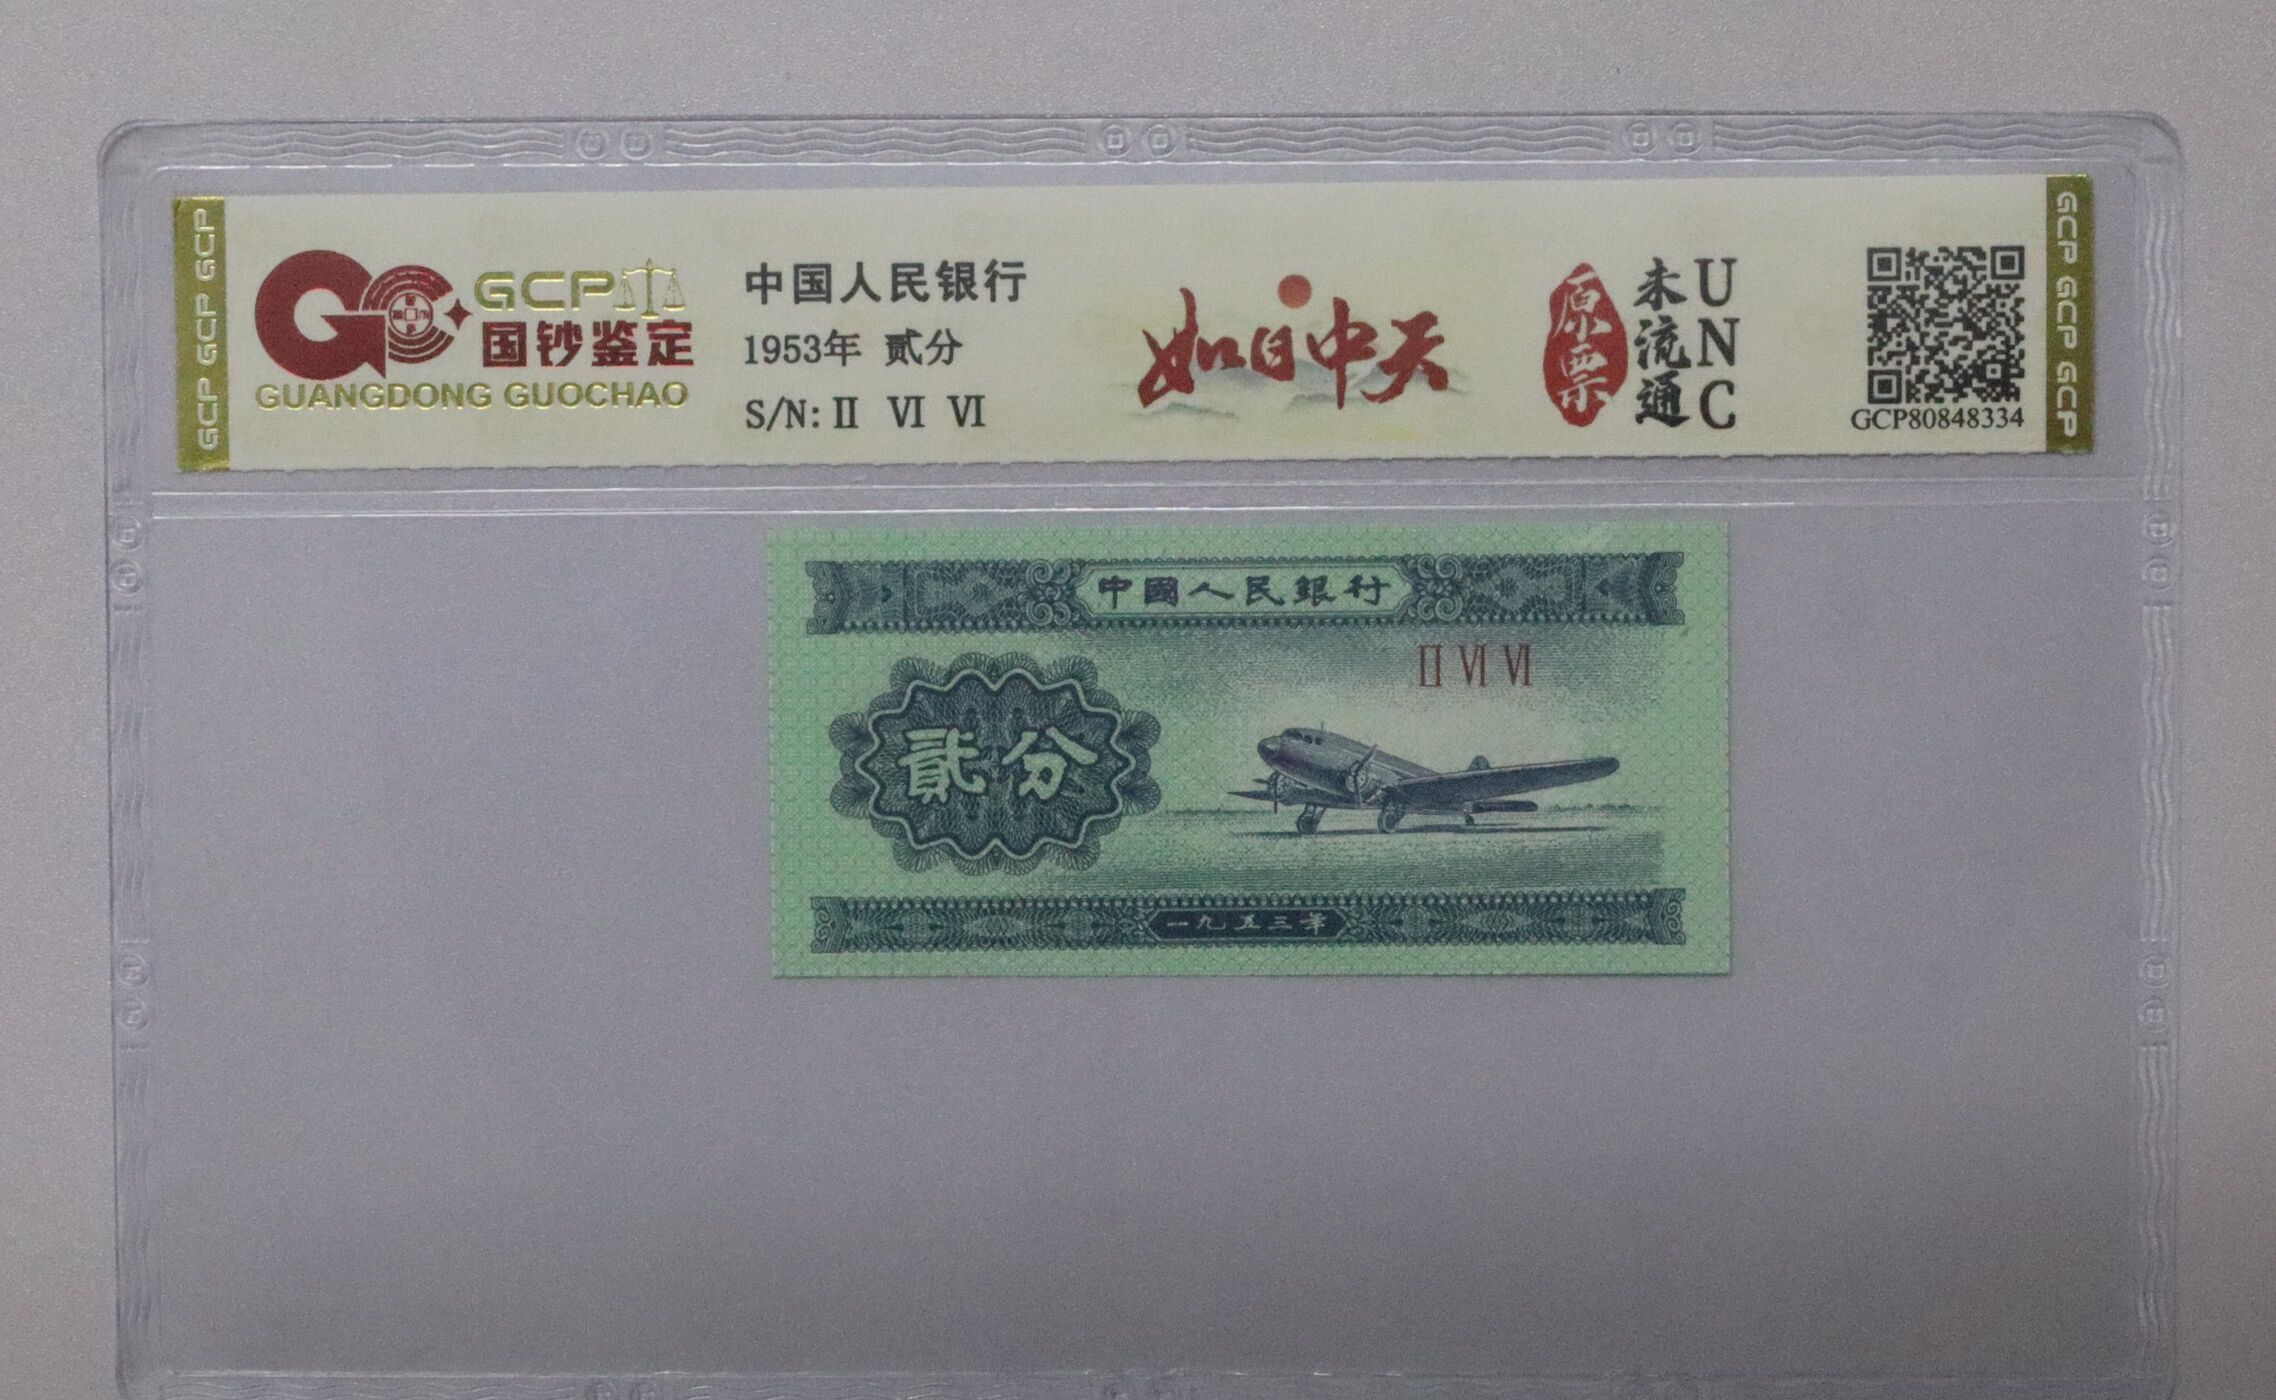 GCP GCP GCP
GCP
国钞鉴定
GUANGDONG GUOCHAO
中国人民银行
1953年 贰分
S/N: II VI VI
如日中天
原票
未流通
UNC
GCP80848334
GCP GCP GCP
中國人民銀行
II VI VI
貳分
一九五三年